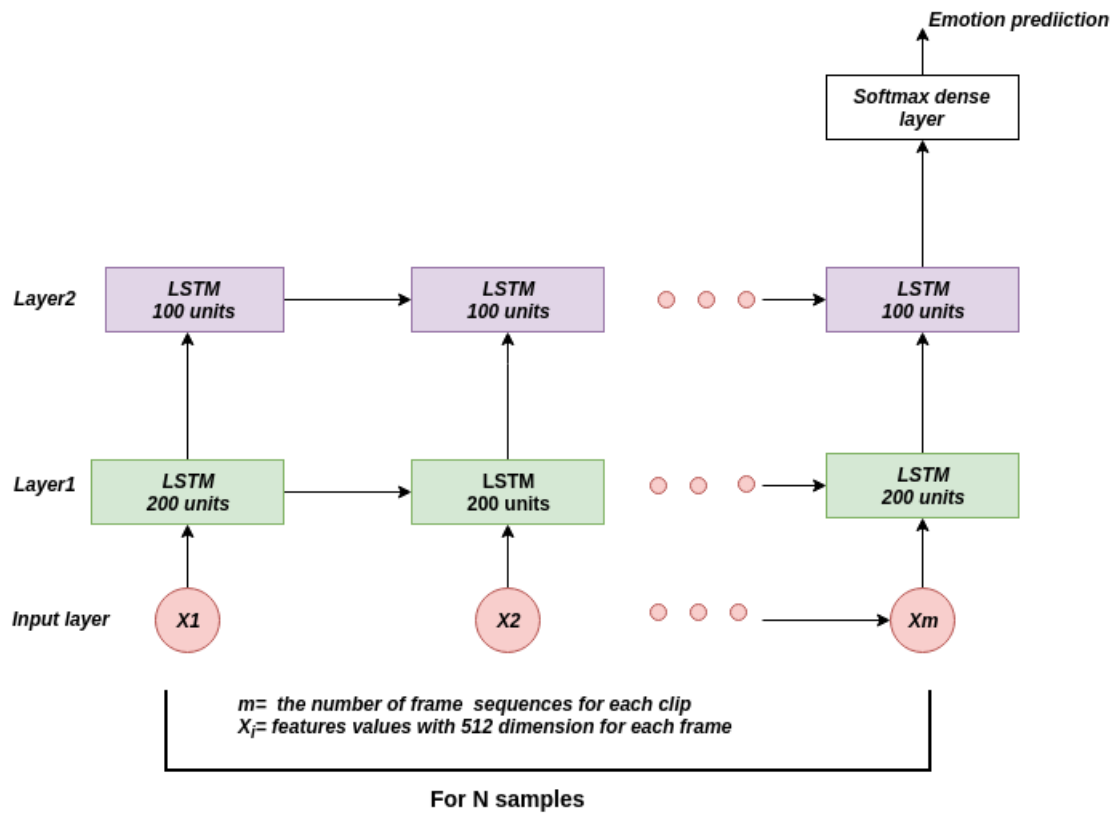 Emotion prediiction
Softmax dense
layer
Layer2
LSTM
100 units
LSTM
100 units
LSTM
100 units
Layer1
LSTM
200 units
LSTM
200 units
LSTM
200 units
Input layer
X1
X2
Xm
m= the number of frame sequences for each clip
Xi= features values with 512 dimension for each frame
For N samples